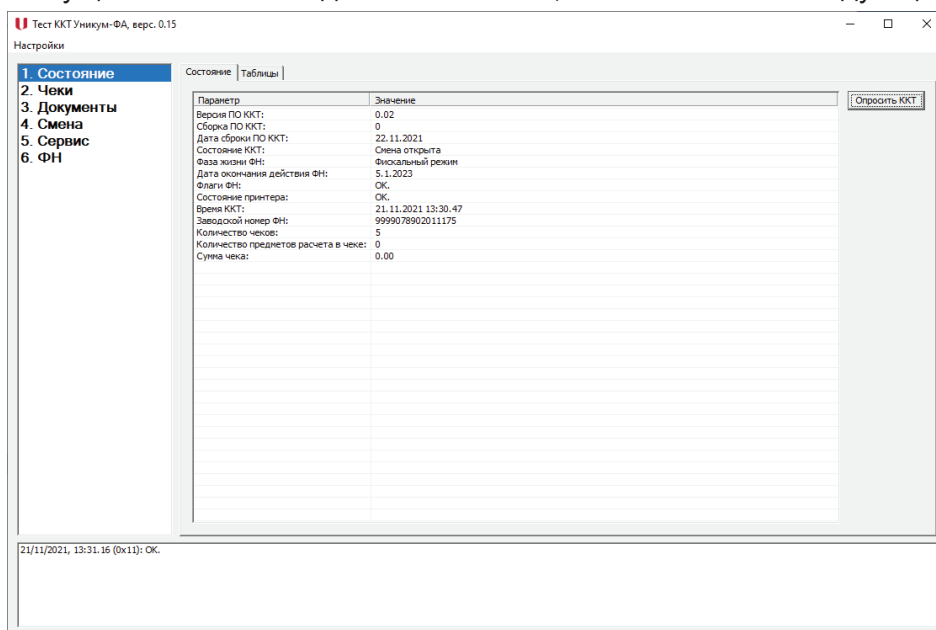 Тест ККТ Уникум-ФА, верс. 0.15
Настройки
1. Состояние
2. Чеки
3. Документы
4. Смена
5. Сервис
6. ФН
Состояние Таблицы
Параметр Значение
Опросить ККТ
Версия ПО ККТ: 0.02
Сборка ПО ККТ: 0
Дата сброки ПО ККТ: 22.11.2021
Состояние ККТ: Смена открыта
Фаза жизни ФН: Фискальный режим
Дата окончания действия ФН: 5.1.2023
Флаги ФН: ОК.
Состояние принтера: ОК.
Время ККТ: 21.11.2021 13:30.47
Заводской номер ФН: 9999078902011175
Количество чеков: 5
Количество предметов расчета в чеке: 0
Сумма чека: 0.00
21/11/2021, 13:31.16 (0x11): ОК.